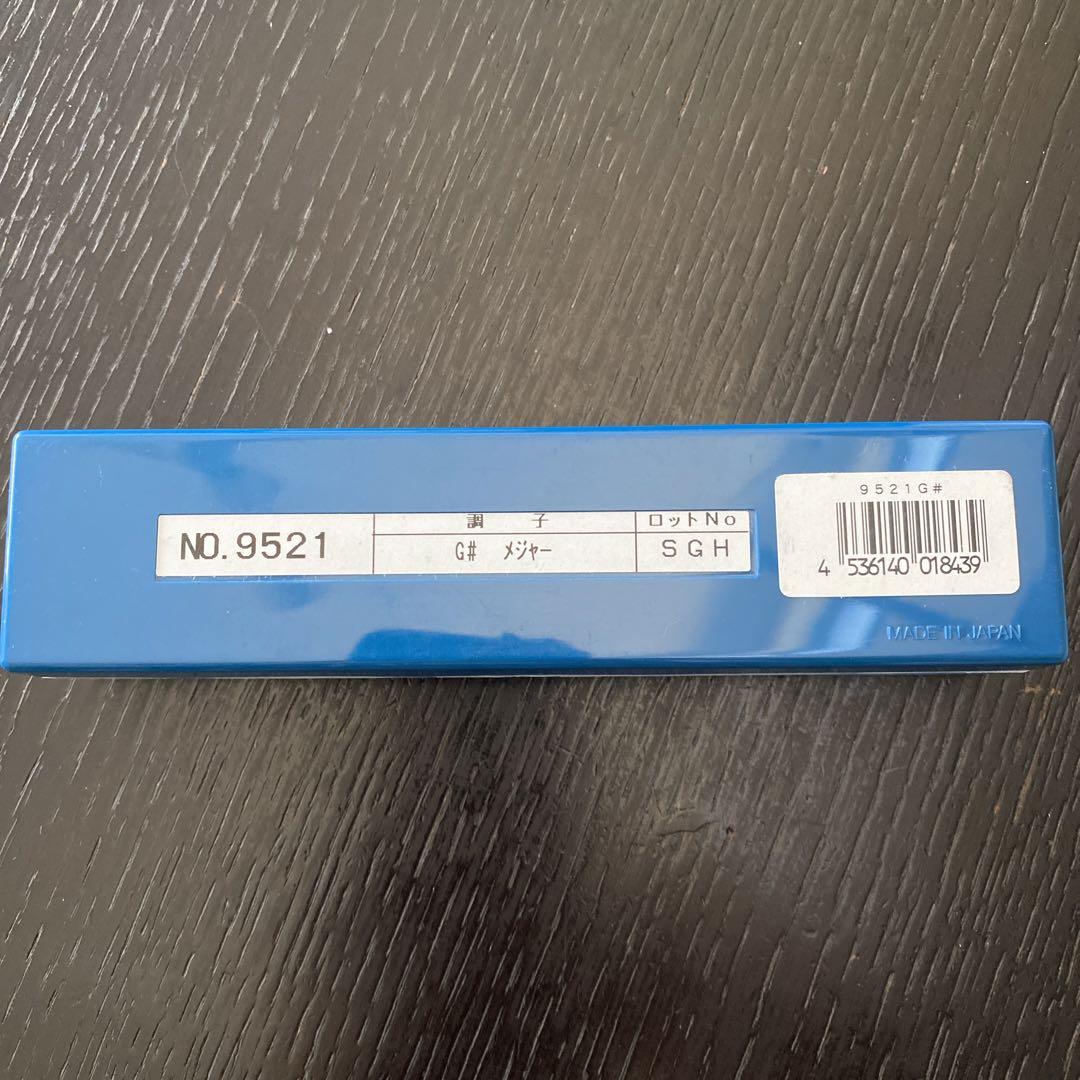 NO.9521
調子
G# メジャー
ロットNo
SGH
9521G#
4 536140 018439
MADE IN JAPAN